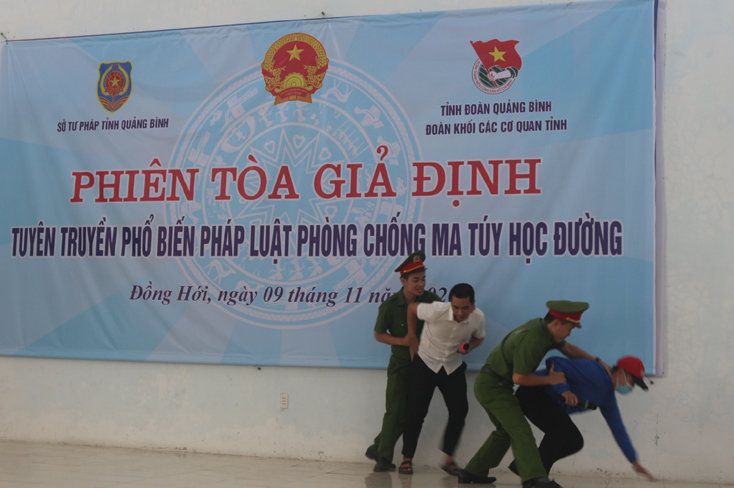 SỞ TƯ PHÁP TỈNH QUẢNG BÌNH
TỈNH ĐOÀN QUẢNG BÌNH
ĐOÀN KHỐI CÁC CƠ QUAN TỈNH
PHIÊN TÒA GIẢ ĐỊNH
TUYÊN TRUYỀN PHỔ BIẾN PHÁP LUẬT PHÒNG CHỐNG MA TÚY HỌC ĐƯỜNG
Đồng Hới, ngày 09 tháng 11 năm